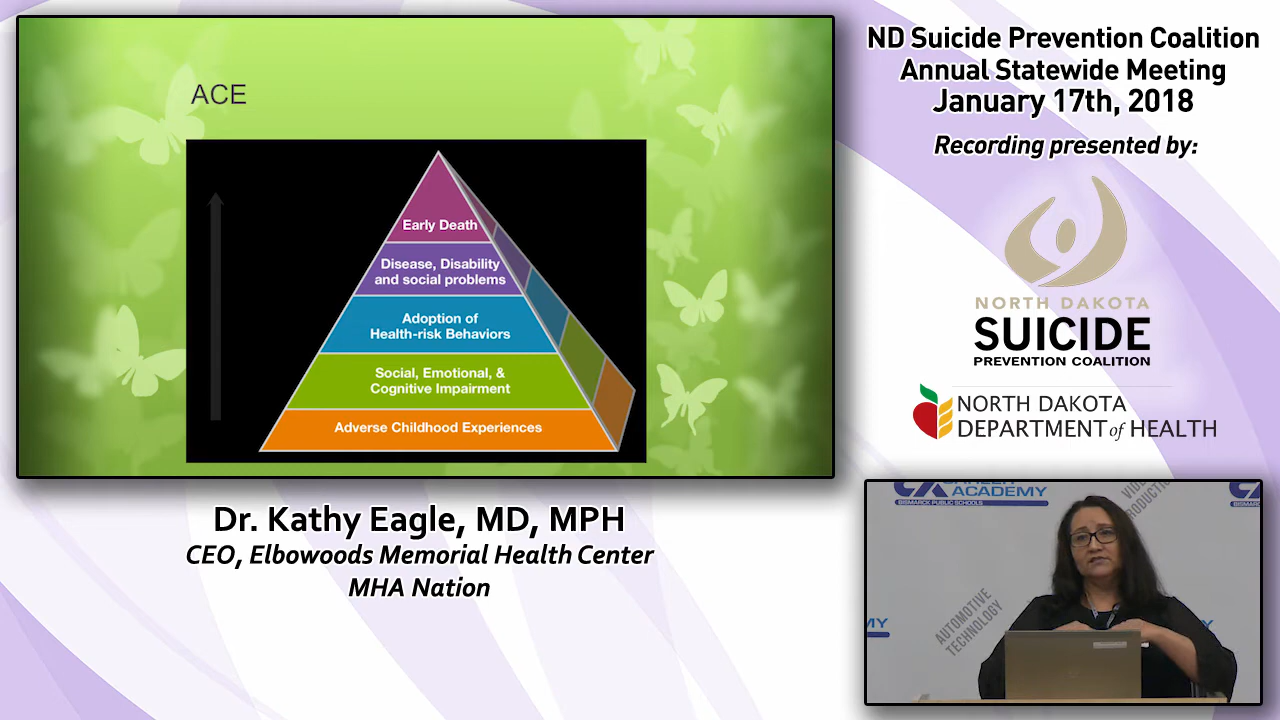 ACE
Early Death
Disease, Disability
and social problems
Adoption of
Health-risk Behaviors
Social, Emotional, &
Cognitive Impairment
Adverse Childhood Experiences
Dr. Kathy Eagle, MD, MPH
CEO, Elbowoods Memorial Health Center
MHA Nation
ND Suicide Prevention Coalition
Annual Statewide Meeting
January 17th, 2018
Recording presented by:
NORTH DAKOTA
SUICIDE
PREVENTION COALITION
NORTH DAKOTA
DEPARTMENT of HEALTH
ACADEMY
BISMARCK PUBLIC SCHOOLS
AUTOMOTIVE
TECHNOLOGY